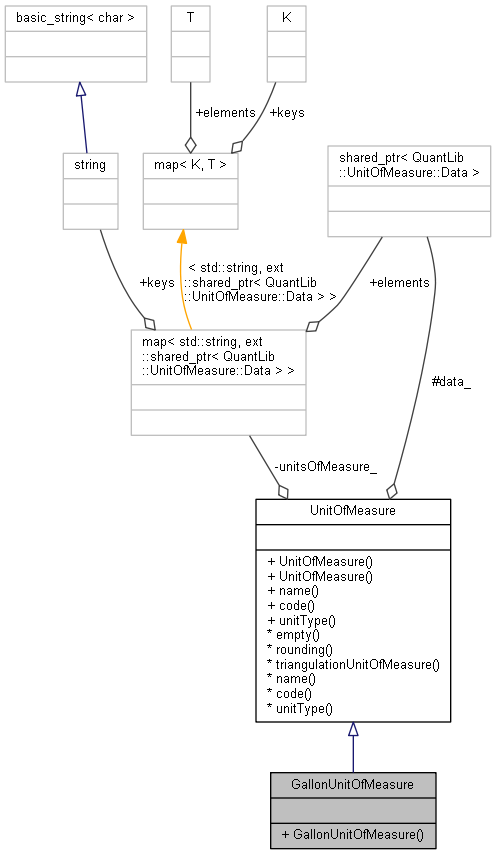 basic_string< char >
T
K
+elements
+keys
string
map< K, T >
shared_ptr< QuantLib
::UnitOfMeasure::Data >
+keys
< std::string, ext
::shared_ptr< QuantLib
::UnitOfMeasure::Data > >
+elements
map< std::string, ext
::shared_ptr< QuantLib
::UnitOfMeasure::Data > >
#data_
-unitsOfMeasure_
UnitOfMeasure
+ UnitOfMeasure()
+ UnitOfMeasure()
+ name()
+ code()
+ unitType()
* empty()
* rounding()
* triangulationUnitOfMeasure()
* name()
* code()
* unitType()
GallonUnitOfMeasure
+ GallonUnitOfMeasure()